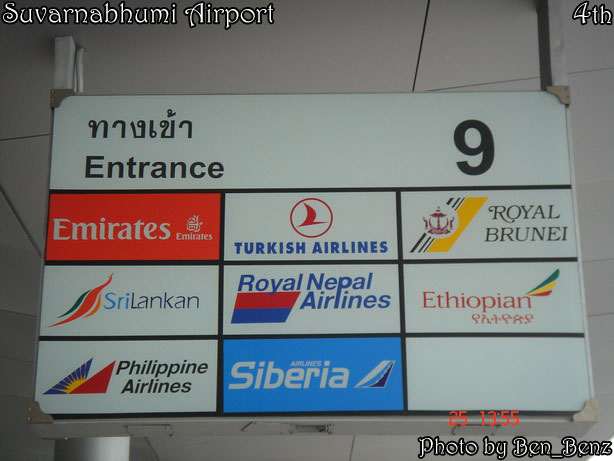 Suvarnabhumi Airport
4th
ทางเข้า
Entrance
9
Emirates
Emirates
TURKISH AIRLINES
ROYAL
BRUNEI
SriLankan
Royal Nepal
Airlines
Ethiopian
የኢትዮጵያ
Philippine
Airlines
AIRLINES
Siberia
25 13:55
Photo by Ben_Benz